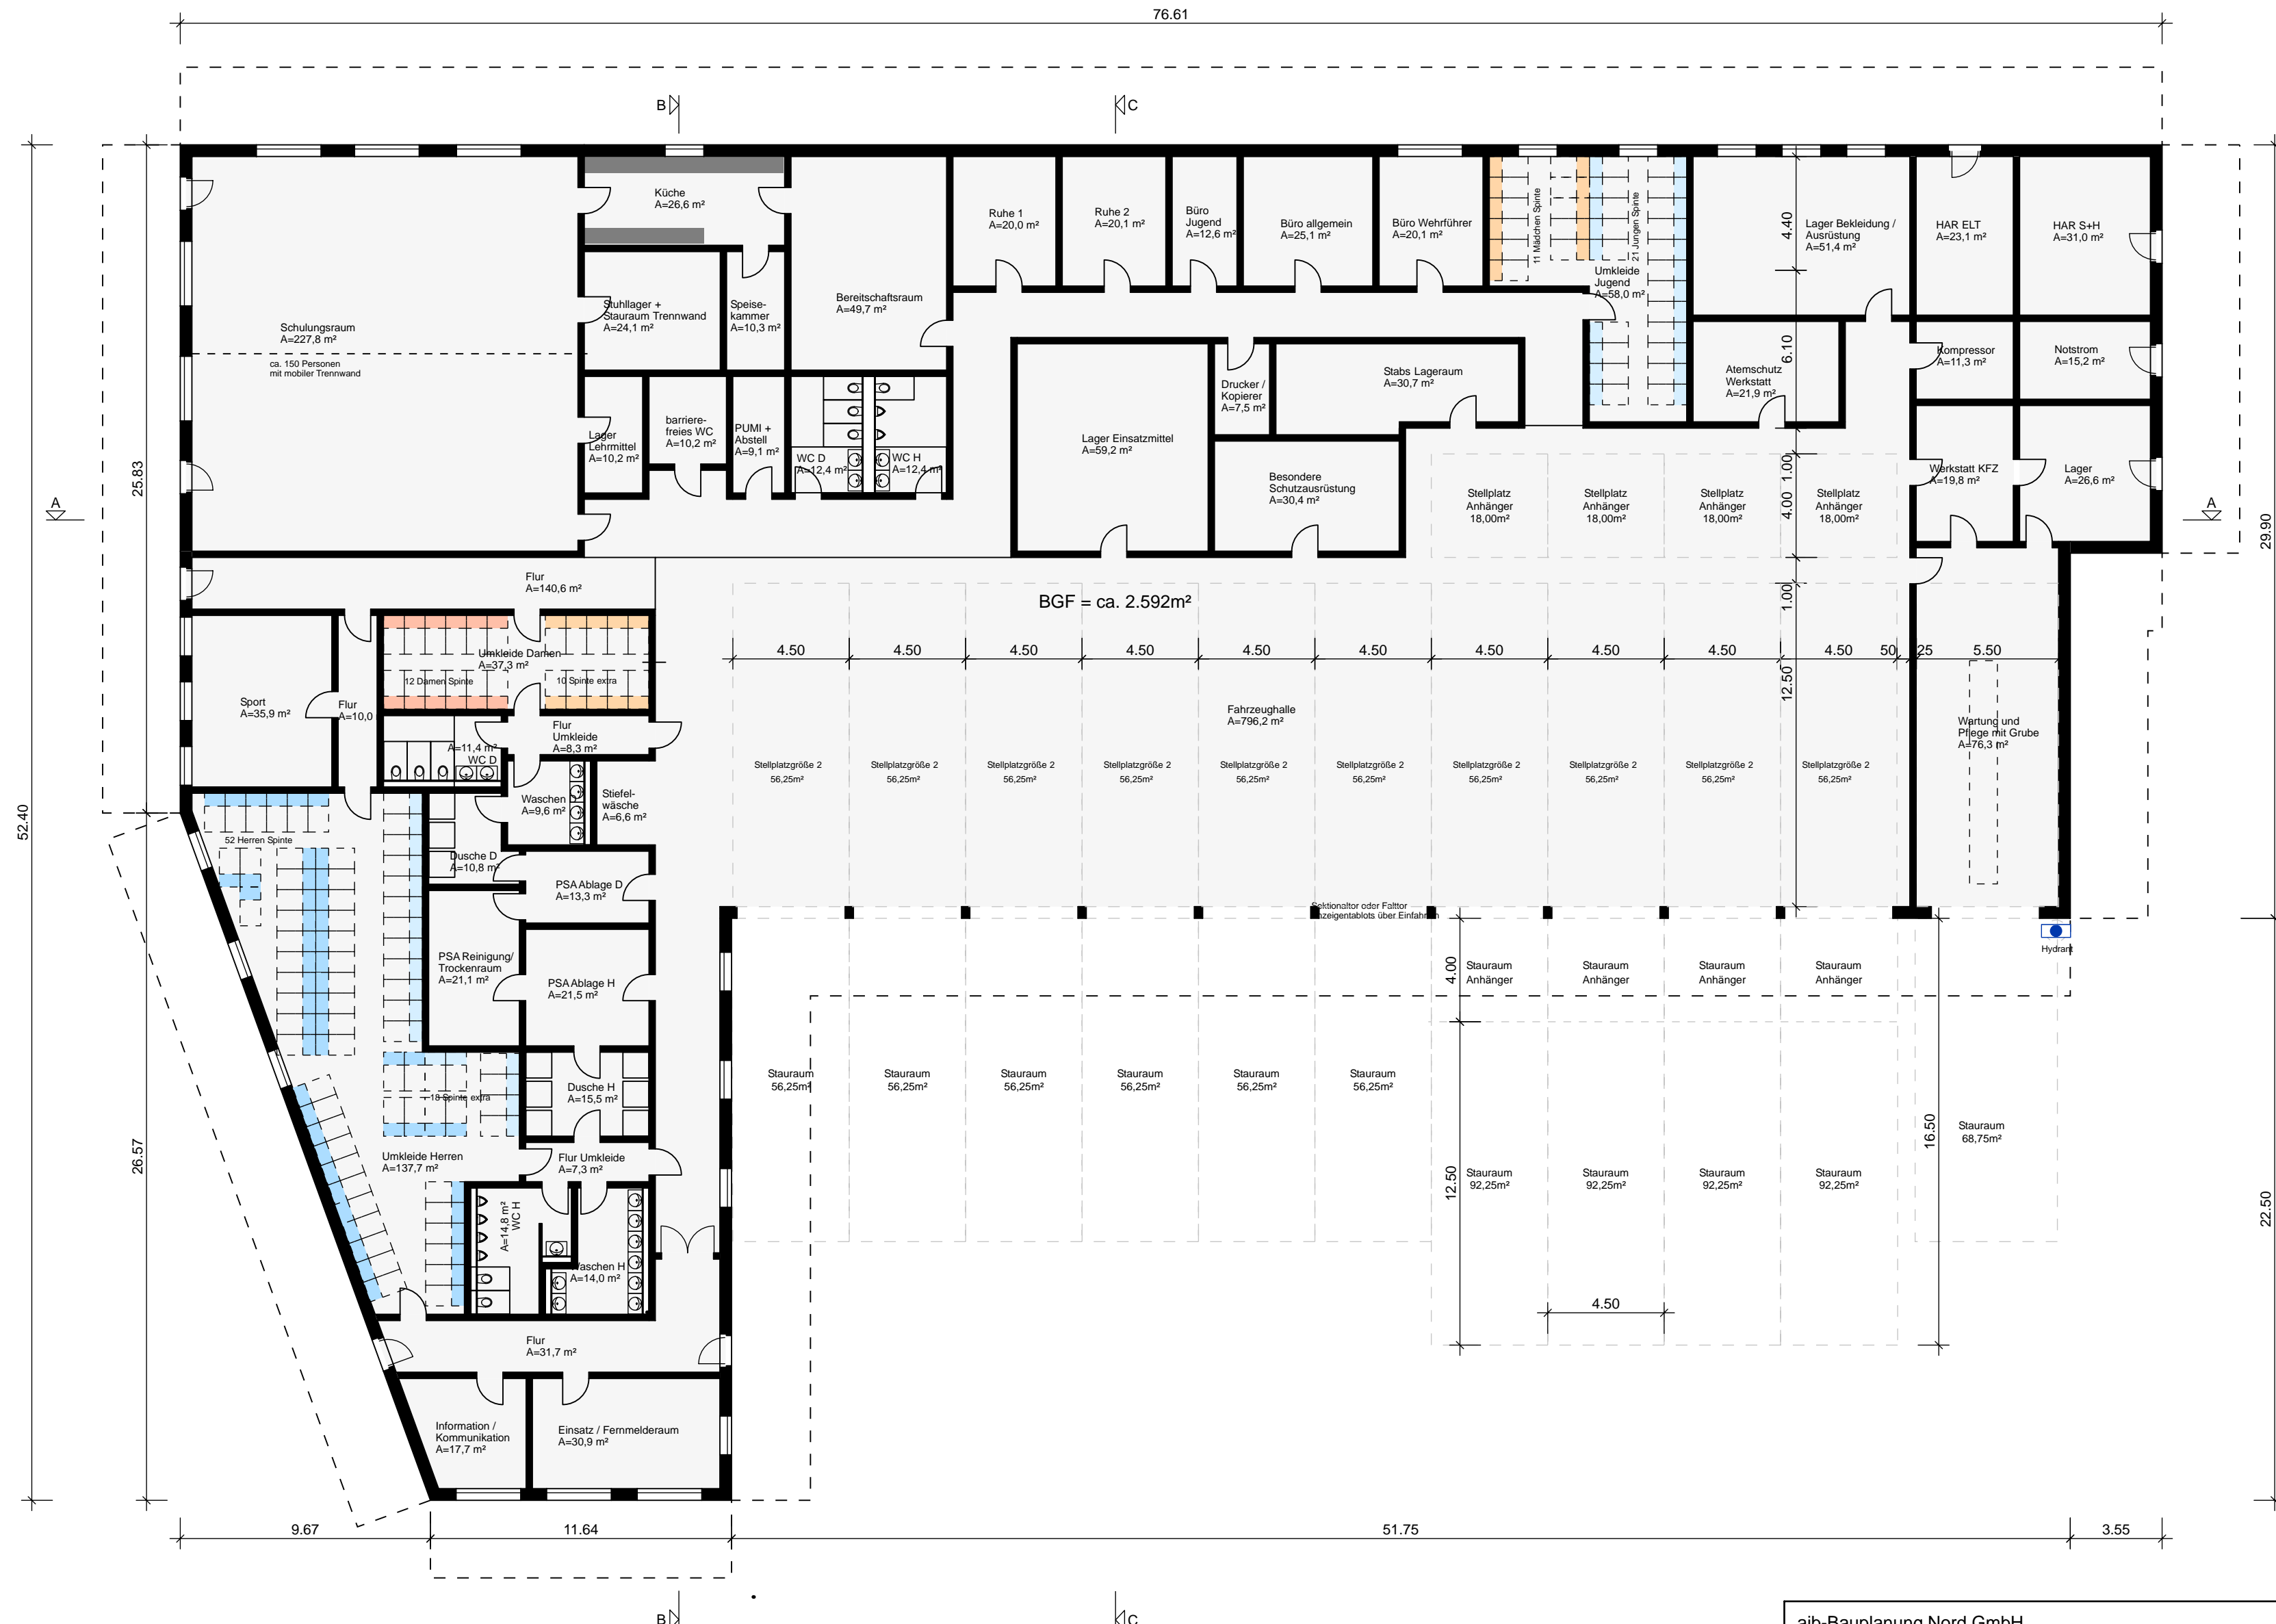 76.61
B
C
Küche
A=26,6 m²
Ruhe 1
A=20,0 m²
Ruhe 2
A=20,1 m²
Büro
Jugend
A=12,6 m²
Büro allgemein
A=25,1 m²
Büro Wehrführer
A=20,1 m²
11 Mädchen Spinte
21 Jungen Spinte
Umkleide
Jugend
A=58,0 m²
4.40
Lager Bekleidung /
Ausrüstung
A=51,4 m²
HAR ELT
A=23,1 m²
HAR S+H
A=31,0 m²
Stuhllager +
Stauraum Trennwand
A=24,1 m²
Speise-
kammer
A=10,3 m²
Bereitschaftsraum
A=49,7 m²
Schulungsraum
A=227,8 m²
ca. 150 Personen
mit mobiler Trennwand
6.10
Kompressor
A=11,3 m²
Notstrom
A=15,2 m²
Stabs Lageraum
A=30,7 m²
Drucker /
Kopierer
A=7,5 m²
Atemschutz
Werkstatt
A=21,9 m²
Lager
Lehrmittel
A=10,2 m²
barriere-
freies WC
A=10,2 m²
PUMI +
Abstell
A=9,1 m²
WC D
A=12,4 m²
WC H
A=12,4 m²
Lager Einsatzmittel
A=59,2 m²
Besondere
Schutzausrüstung
A=30,4 m²
25.83
1.00
4.00
Stellplatz
Anhänger
18,00m²
Stellplatz
Anhänger
18,00m²
Stellplatz
Anhänger
18,00m²
Stellplatz
Anhänger
18,00m²
Werkstatt KFZ
A=19,8 m²
Lager
A=26,6 m²
A
A
29.90
Flur
A=140,6 m²
BGF = ca. 2.592m²
1.00
4.50
4.50
4.50
4.50
4.50
4.50
4.50
4.50
4.50
4.50
50
25
5.50
12.50
Umkleide Damen
A=37,3 m²
12 Damen Spinte
10 Spinte extra
Sport
A=35,9 m²
Flur
A=10,0
Flur
Umkleide
A=8,3 m²
A=11,4 m²
WC D
Fahrzeughalle
A=796,2 m²
Wartung und
Pflege mit Grube
A=76,3 m²
Stellplatzgröße 2
56,25m²
Stellplatzgröße 2
56,25m²
Stellplatzgröße 2
56,25m²
Stellplatzgröße 2
56,25m²
Stellplatzgröße 2
56,25m²
Stellplatzgröße 2
56,25m²
Stellplatzgröße 2
56,25m²
Stellplatzgröße 2
56,25m²
Stellplatzgröße 2
56,25m²
Stellplatzgröße 2
56,25m²
Waschen D
A=9,6 m²
Stiefel-
wäsche
A=6,6 m²
52.40
52 Herren Spinte
Dusche D
A=10,8 m²
PSA Ablage D
A=13,3 m²
Sektionaltor oder Falttor
Anzeigentablots über Einfahrten
Hydrant
PSA Reinigung/
Trockenraum
A=21,1 m²
PSA Ablage H
A=21,5 m²
4.00
Stauraum
Anhänger
Stauraum
Anhänger
Stauraum
Anhänger
Stauraum
Anhänger
Stauraum
56,25m²
Stauraum
56,25m²
Stauraum
56,25m²
Stauraum
56,25m²
Stauraum
56,25m²
Stauraum
56,25m²
18 Spinte extra
Dusche H
A=15,5 m²
16.50
Stauraum
68,75m²
26.57
Umkleide Herren
A=137,7 m²
Flur Umkleide
A=7,3 m²
12.50
Stauraum
92,25m²
Stauraum
92,25m²
Stauraum
92,25m²
Stauraum
92,25m²
22.50
A=14,8 m²
WC H
Waschen H
A=14,0 m²
4.50
Flur
A=31,7 m²
Information /
Kommunikation
A=17,7 m²
Einsatz / Fernmelderaum
A=30,9 m²
9.67
11.64
51.75
3.55
B
C
aib-Bauplanung Nord GmbH